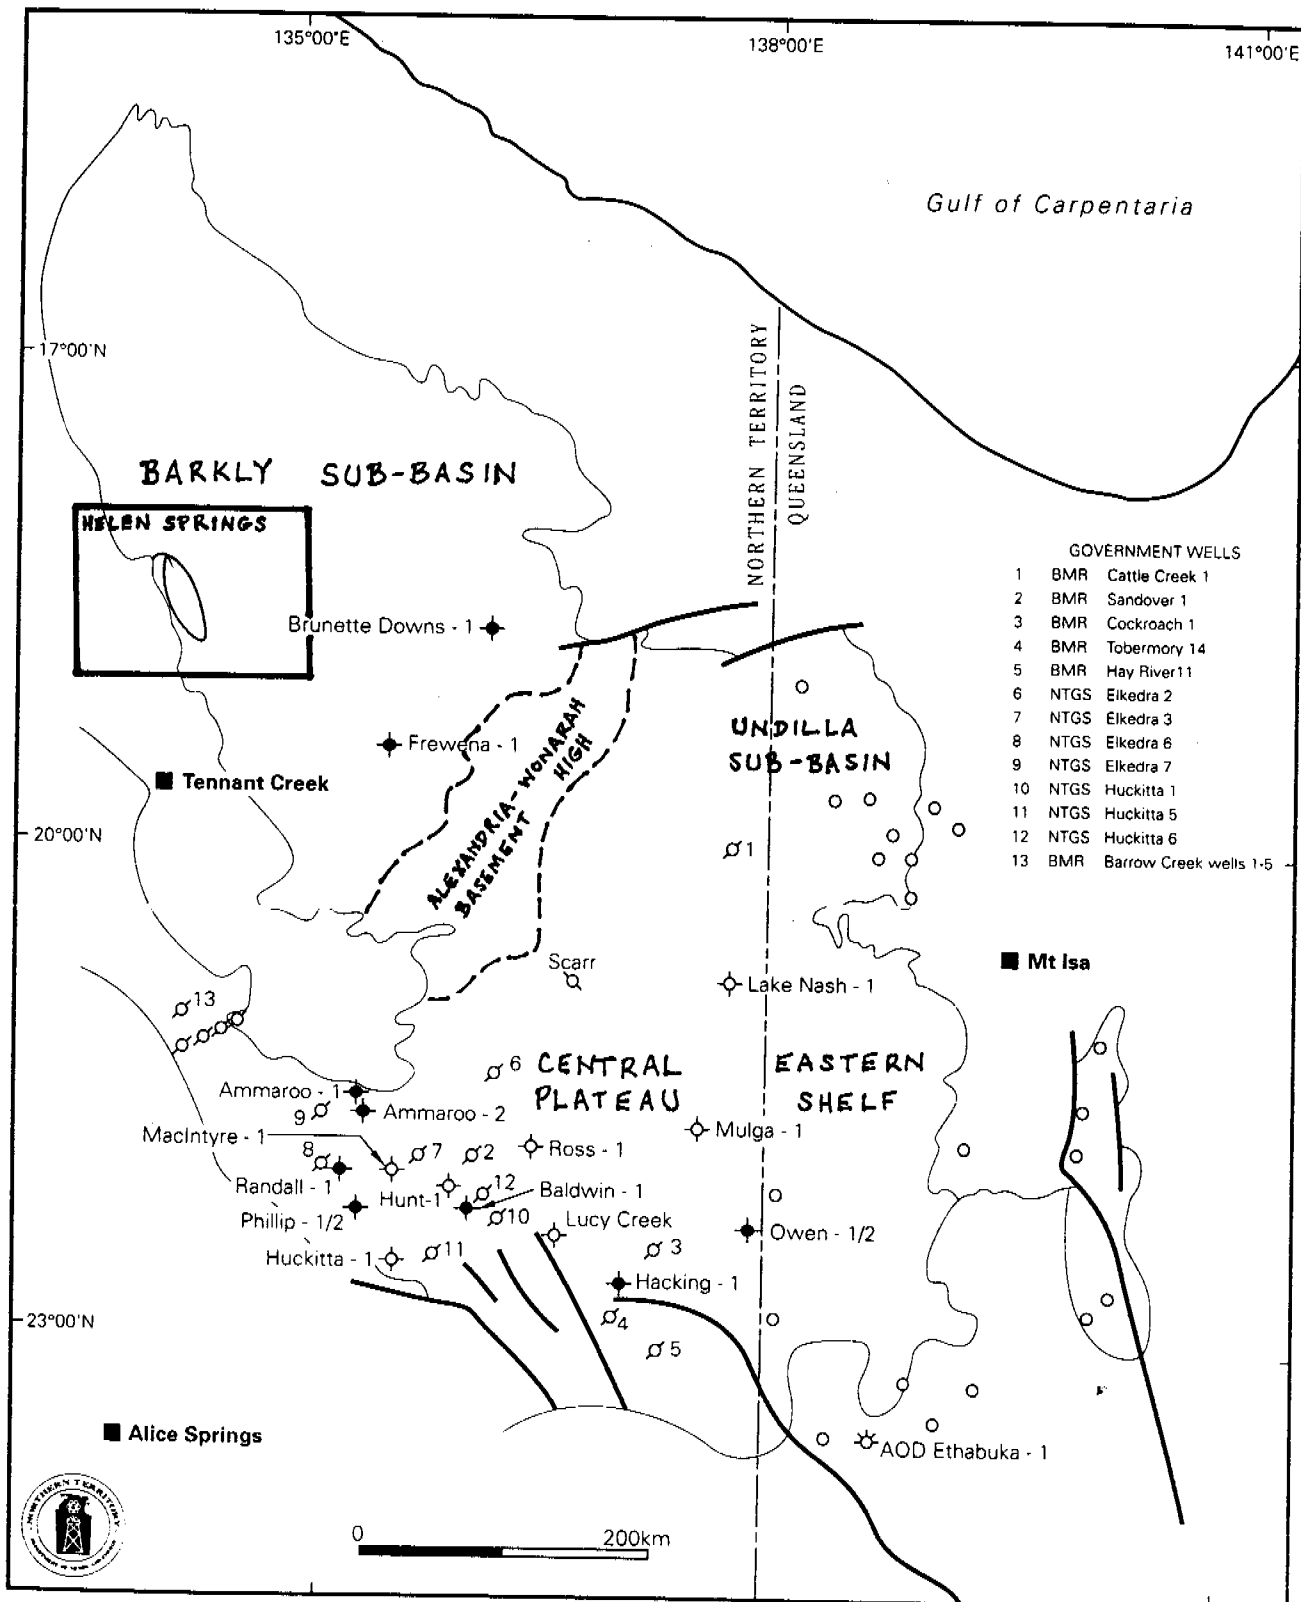 135°00'E
138°00'E
141°00'E
Gulf of Carpentaria
17°00'N
NORTHERN TERRITORY
QUEENSLAND
BARKLY SUB-BASIN
HELEN SPRINGS
Brunette Downs - 1
GOVERNMENT WELLS
1 BMR Cattle Creek 1
2 BMR Sandover 1
3 BMR Cockroach 1
4 BMR Tobermory 14
5 BMR Hay River 11
6 NTGS Elkedra 2
7 NTGS Elkedra 3
8 NTGS Elkedra 6
9 NTGS Elkedra 7
10 NTGS Huckitta 1
11 NTGS Huckitta 5
12 NTGS Huckitta 6
13 BMR Barrow Creek wells 1-5
Frewena - 1
UNDILLA
SUB-BASIN
ALEXANDRIA-WONARAH
BASEMENT HIGH
Tennant Creek
20°00'N
1
Scarr
Lake Nash - 1
Mt Isa
13
6
CENTRAL
PLATEAU
EASTERN
SHELF
Ammaroo - 1
9
Ammaroo - 2
MacIntyre - 1
Mulga - 1
8
7
2
Ross - 1
Randall - 1
Hunt-1
12
Baldwin - 1
Phillip - 1/2
10
Lucy Creek
Owen - 1/2
Huckitta - 1
11
3
Hacking - 1
23°00'N
4
5
Alice Springs
AOD Ethabuka - 1
NORTHERN TERRITORY
0
200km